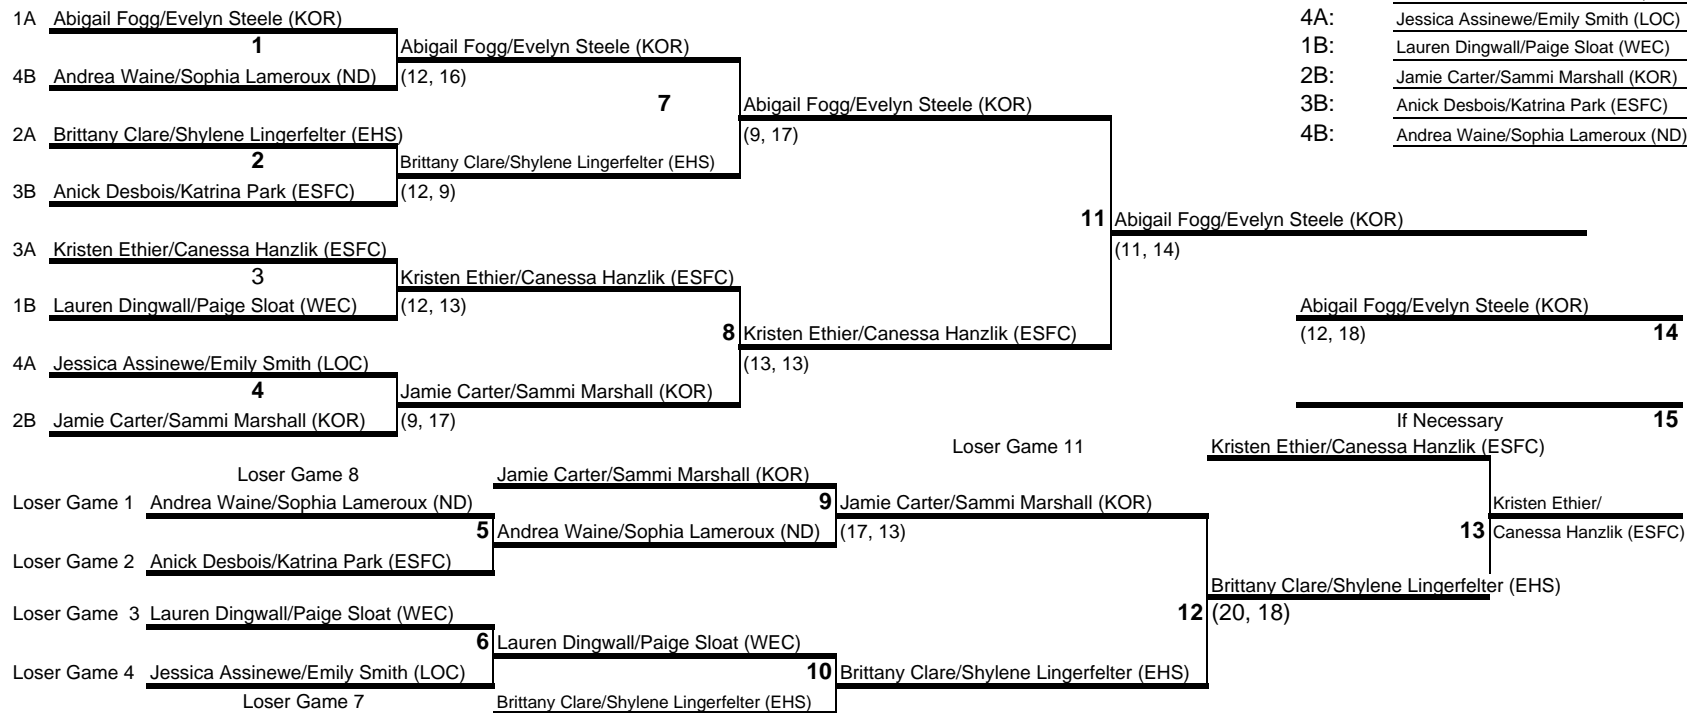 1A Abigail Fogg/Evelyn Steele (KOR)
1
Abigail Fogg/Evelyn Steele (KOR)
4B Andrea Waine/Sophia Lameroux (ND)
(12, 16)
7
Abigail Fogg/Evelyn Steele (KOR)
2A Brittany Clare/Shylene Lingerfelter (EHS)
(9, 17)
2
Brittany Clare/Shylene Lingerfelter (EHS)
3B Anick Desbois/Katrina Park (ESFC)
(12, 9)
11 Abigail Fogg/Evelyn Steele (KOR)
(11, 14)
3A Kristen Ethier/Canessa Hanzlik (ESFC)
3
Kristen Ethier/Canessa Hanzlik (ESFC)
1B Lauren Dingwall/Paige Sloat (WEC)
(12, 13)
8 Kristen Ethier/Canessa Hanzlik (ESFC)
(13, 13)
4A Jessica Assinewe/Emily Smith (LOC)
4
Jamie Carter/Sammi Marshall (KOR)
2B Jamie Carter/Sammi Marshall (KOR)
(9, 17)
4A: Jessica Assinewe/Emily Smith (LOC)
1B: Lauren Dingwall/Paige Sloat (WEC)
2B: Jamie Carter/Sammi Marshall (KOR)
3B: Anick Desbois/Katrina Park (ESFC)
4B: Andrea Waine/Sophia Lameroux (ND)
Abigail Fogg/Evelyn Steele (KOR)
(12, 18) 14
If Necessary 15
Loser Game 11
Kristen Ethier/Canessa Hanzlik (ESFC)
Loser Game 8
Jamie Carter/Sammi Marshall (KOR)
Loser Game 1 Andrea Waine/Sophia Lameroux (ND)
9 Jamie Carter/Sammi Marshall (KOR)
Kristen Ethier/
5 Andrea Waine/Sophia Lameroux (ND)
(17, 13)
13 Canessa Hanzlik (ESFC)
Loser Game 2 Anick Desbois/Katrina Park (ESFC)
Brittany Clare/Shylene Lingerfelter (EHS)
Loser Game 3 Lauren Dingwall/Paige Sloat (WEC)
12 (20, 18)
6 Lauren Dingwall/Paige Sloat (WEC)
Loser Game 4 Jessica Assinewe/Emily Smith (LOC)
10 Brittany Clare/Shylene Lingerfelter (EHS)
Loser Game 7
Brittany Clare/Shylene Lingerfelter (EHS)